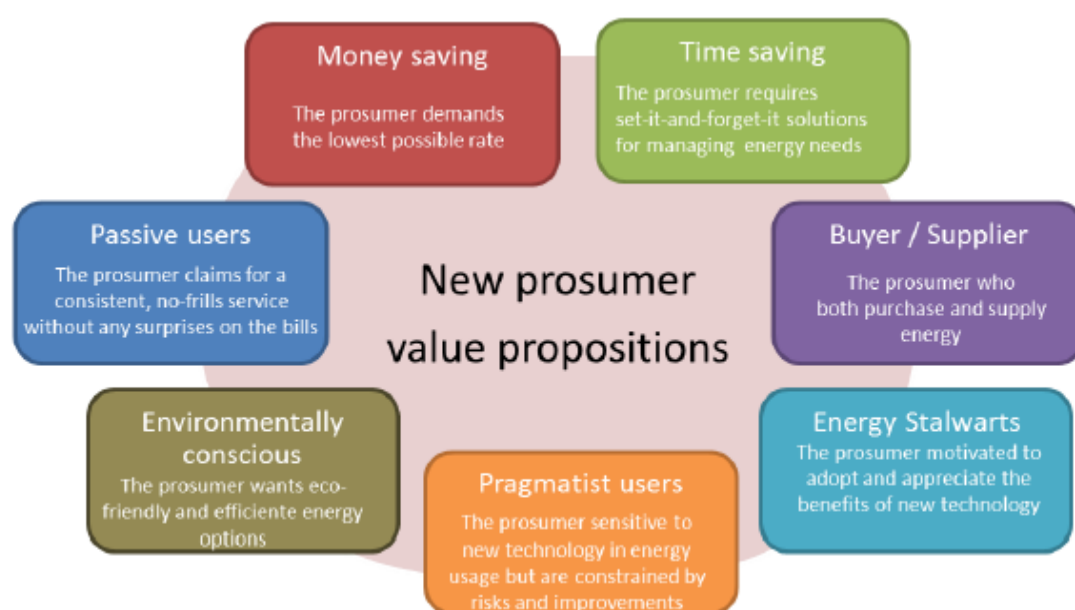 Money saving
The prosumer demands
the lowest possible rate
Time saving
The prosumer requires
set-it-and-forget-it solutions
for managing energy needs
Passive users
The prosumer claims for a
consistent, no-frills service
without any surprises on the bills
New prosumer
value propositions
Buyer / Supplier
The prosumer who
both purchase and supply
energy
Environmentally
conscious
The prosumer wants eco-
friendly and efficiente energy
options
Pragmatist users
The prosumer sensitive to
new technology in energy
usage but are constrained by
risks and improvements
Energy Stalwarts
The prosumer motivated to
adopt and appreciate the
benefits of new technology